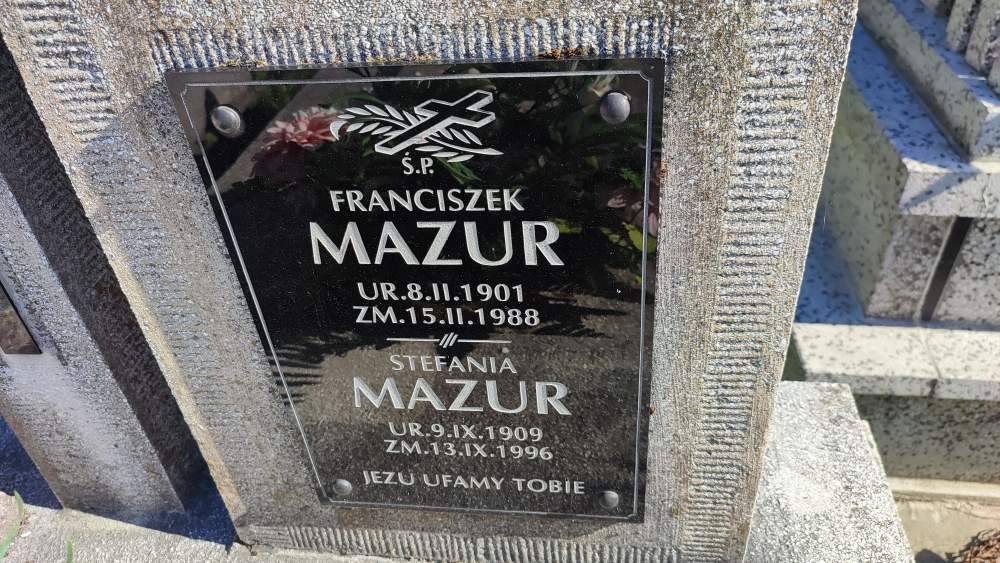 Ś.P.
FRANCISZEK
MAZUR
UR.8.II.1901
ZM.15.II.1988
STEFANIA
MAZUR
UR.9.IX.1909
ZM.13.IX.1996
JEZU UFAMY TOBIE